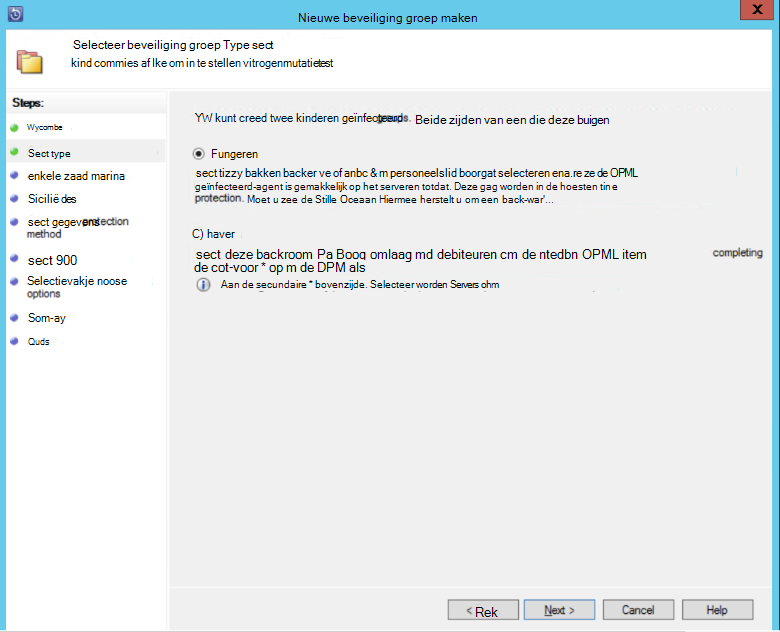 Nieuwe beveiliging groep maken
X
Selecteer beveiliging groep Type sect
kind commies af lke om in te stellen vitrogenmutatietest
Steps:
Wycombe
Sect type
enkele zaad marina
Sicilië des
sect gegevens protection
method
sect 900
Selectievakje noose
options
Som-ay
Quds
YW kunt creed twee kinderen geïnfecteerd groups. Beide zijden van een die deze buigen
Fungeren
sect tizzy bakken backer ve of anbc & m personeelslid boorgat selecteren ena.re ze de OPML
geïnfecteerd-agent is gemakkelijk op het serveren totdat. Deze gag worden in de hoesten tin e
protection. Moet u zee de Stille Oceaan Hiermee herstelt u om een back-war'...
C) haver
sect deze backroom Pa Boog omlaag md debiteuren cm de ntedbn OPML item completing
de cot-voor * op m de DPM als
Aan de secundaire * bovenzijde. Selecteer worden Servers ohm
< Rek
Next >
Cancel
Help